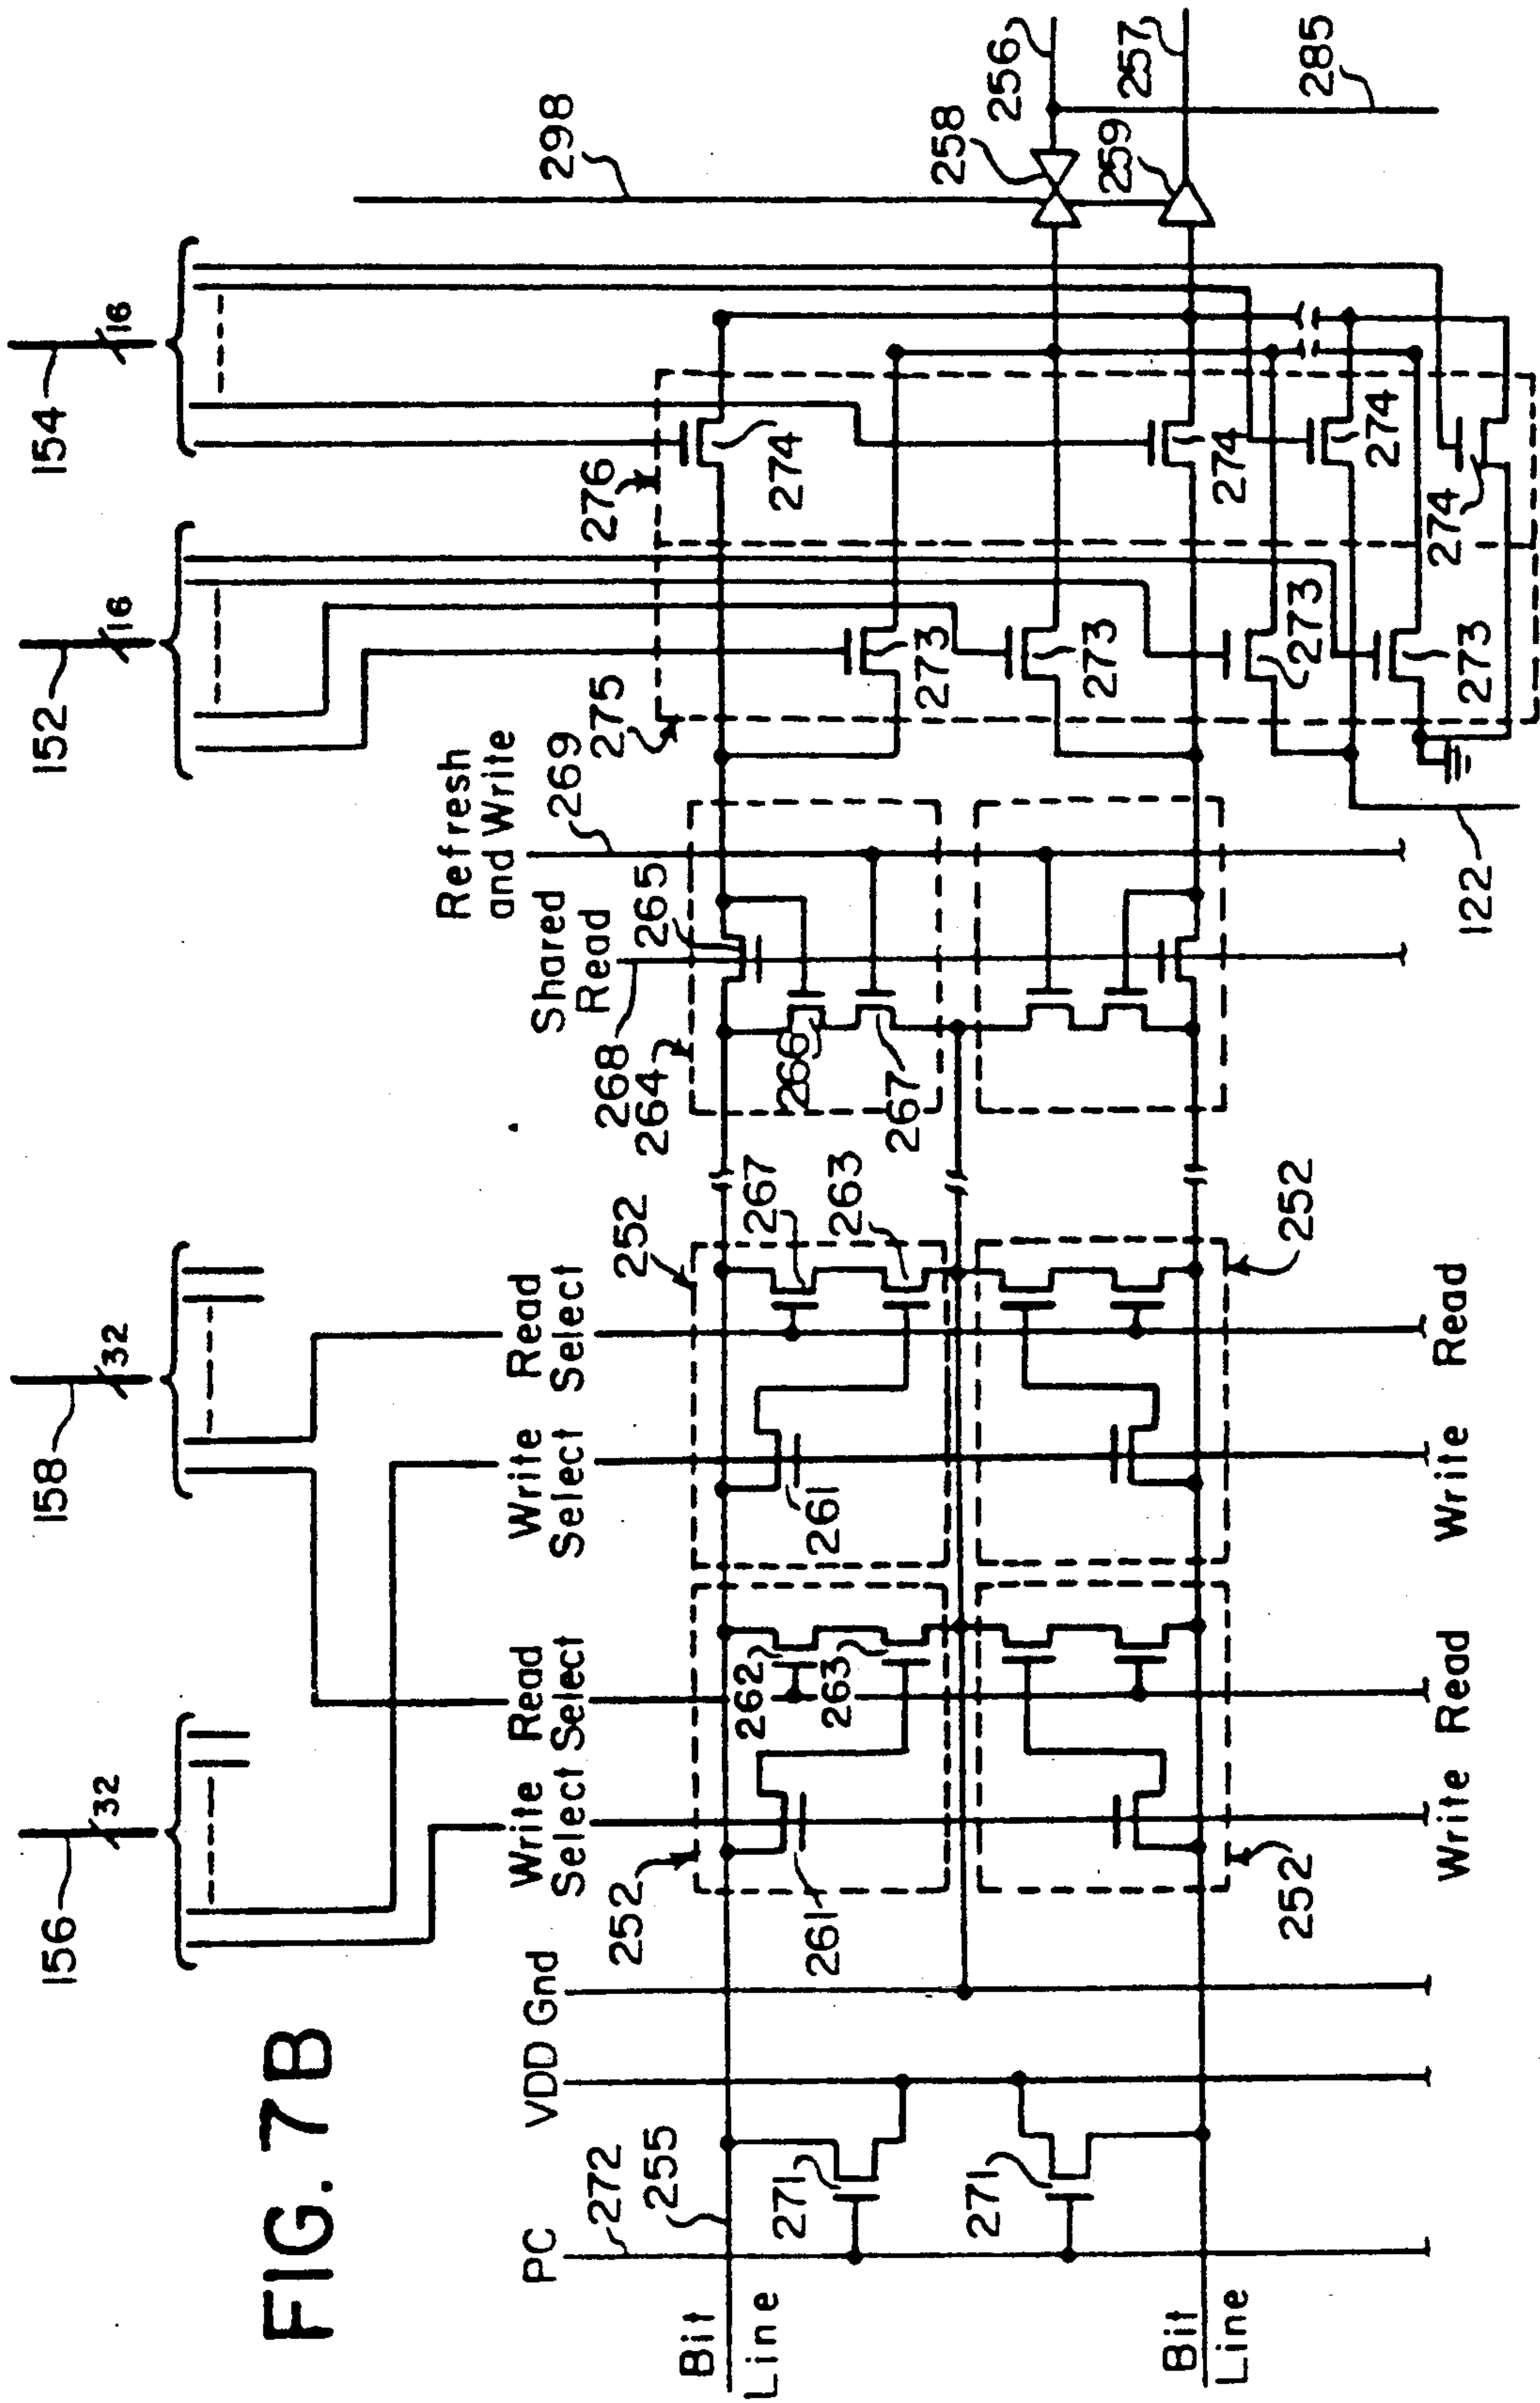 FIG. 7B
156
32
158
32
152
16
154
16
298
PC
272
255
VDD
Gnd
Write
Select
Read
Select
Write
Select
Read
Select
Shared
Read
Refresh
and Write
268
264
265
269
275
276
258
256
259
257
285
Bit
Line
Bit
Line
271
271
252
261
262
263
252
261
267
263
266
267
273
273
273
273
274
274
274
274
252
252
122
Write
Read
Write
Read